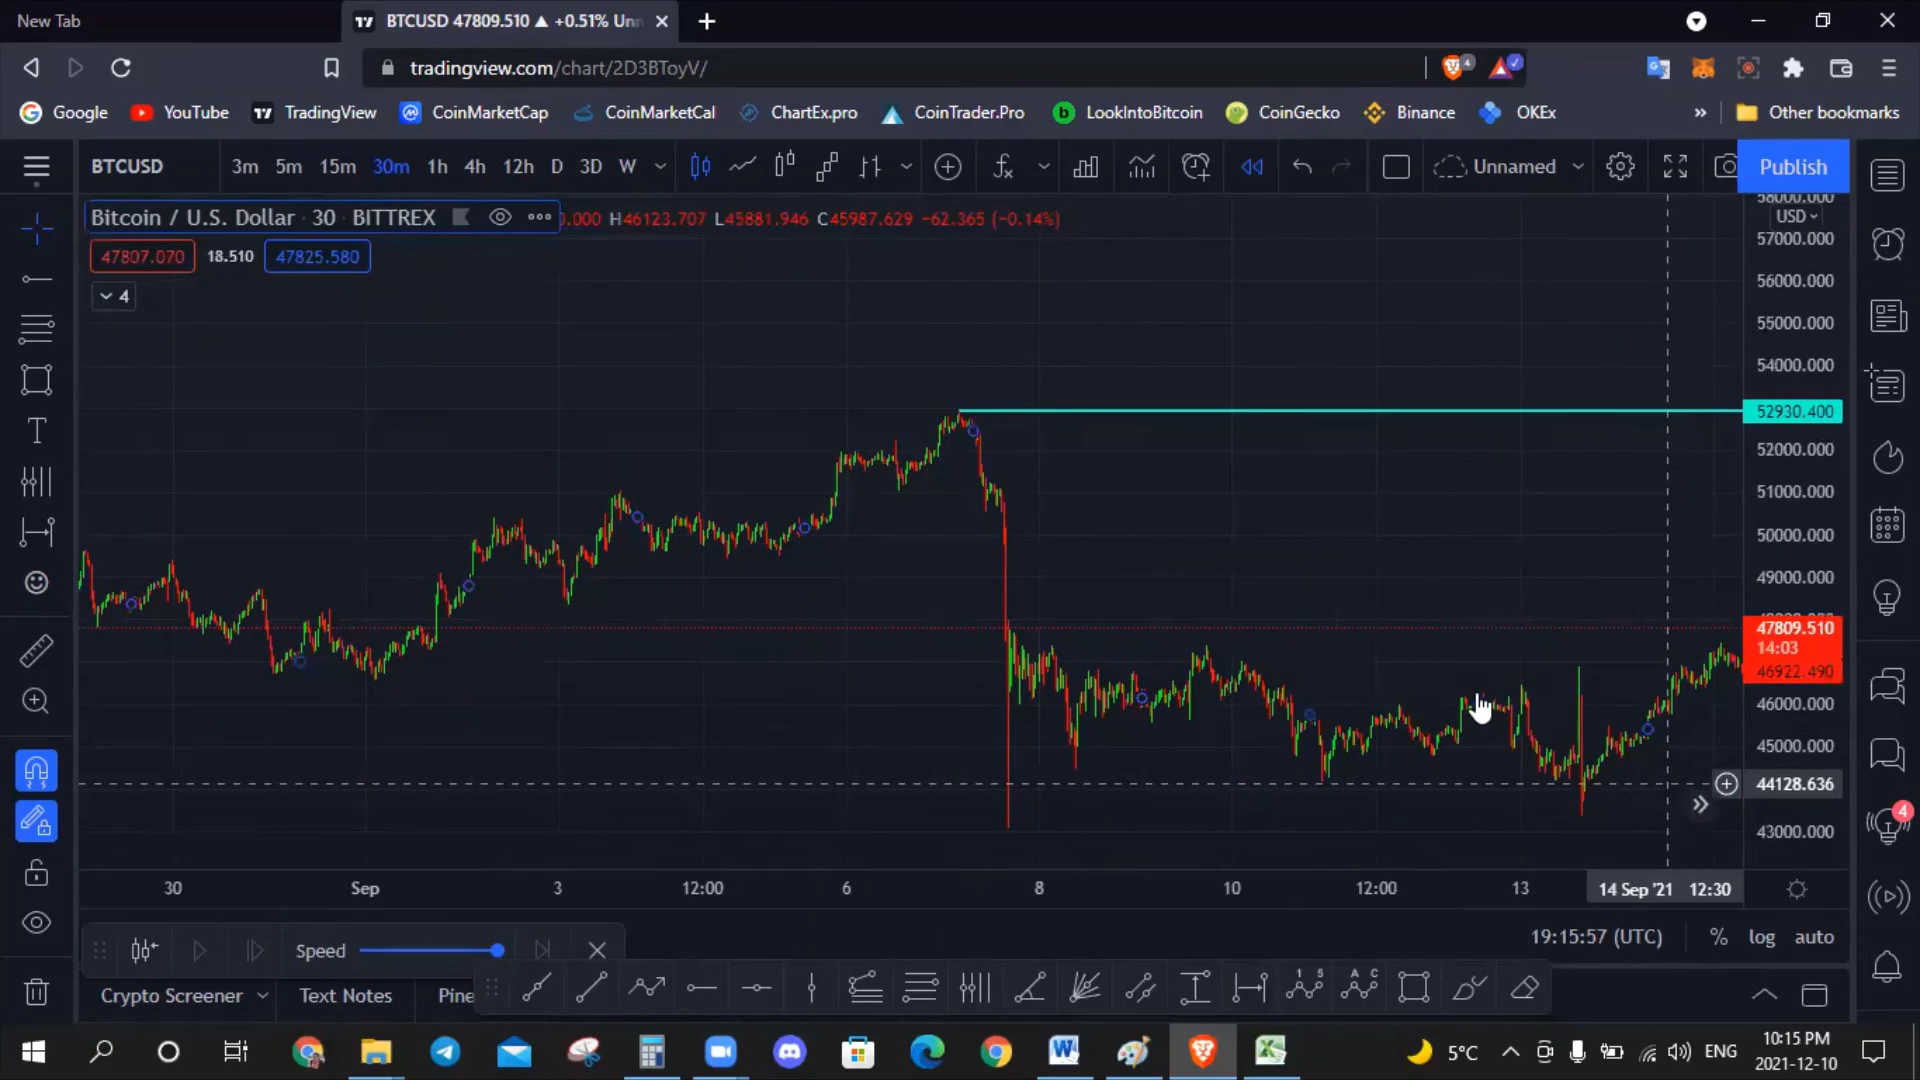 New Tab
BTCUSD 47809.510 ▲ +0.51% Unn
tradingview.com/chart/2D3BToyV/
4
Google YouTube TradingView CoinMarketCap CoinMarketCal ChartEx.pro CoinTrader.Pro LookIntoBitcoin CoinGecko Binance OKEx » Other bookmarks
BTCUSD 3m 5m 15m 30m 1h 4h 12h D 3D W Unnamed Publish
Bitcoin / U.S. Dollar · 30 · BITTREX 0.000 H46123.707 L45881.946 C45987.629 −62.365 (−0.14%)
47807.070 18.510 47825.580
4
58000.000
USD
57000.000
56000.000
55000.000
54000.000
52930.400
52000.000
51000.000
50000.000
49000.000
47809.510
14:03
46922.490
46000.000
45000.000
44128.636
43000.000
4
30 Sep 3 12:00 6 8 10 12:00 13 14 Sep '21 12:30
19:15:57 (UTC) % log auto
Speed
Crypto Screener Text Notes Pine
1 5
A C
5°C ENG
10:15 PM
2021-12-10